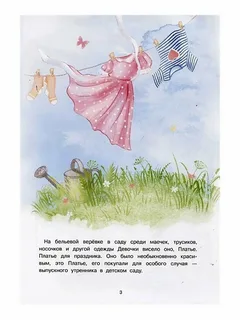 На бельевой верёвке в саду среди маечек, трусиков,
носочков и другой одежды Девочки висело оно, Платье.
Платье для праздника. Оно было необыкновенно краси-
вым, это Платье, его покупали для особого случая —
выпускного утренника в детском саду.
3